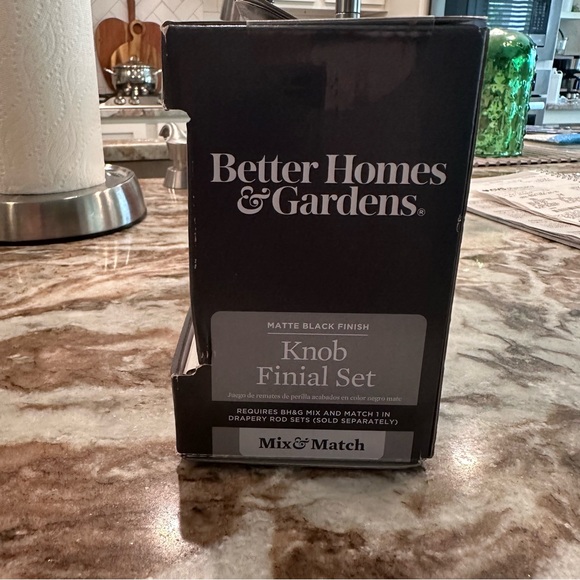 Better Homes
& Gardens®
MATTE BLACK FINISH
Knob
Finial Set
Juego de remates de perilla acabados en color negro mate
REQUIRES BH&G MIX AND MATCH 1 IN
DRAPERY ROD SETS (SOLD SEPARATELY)
Mix & Match